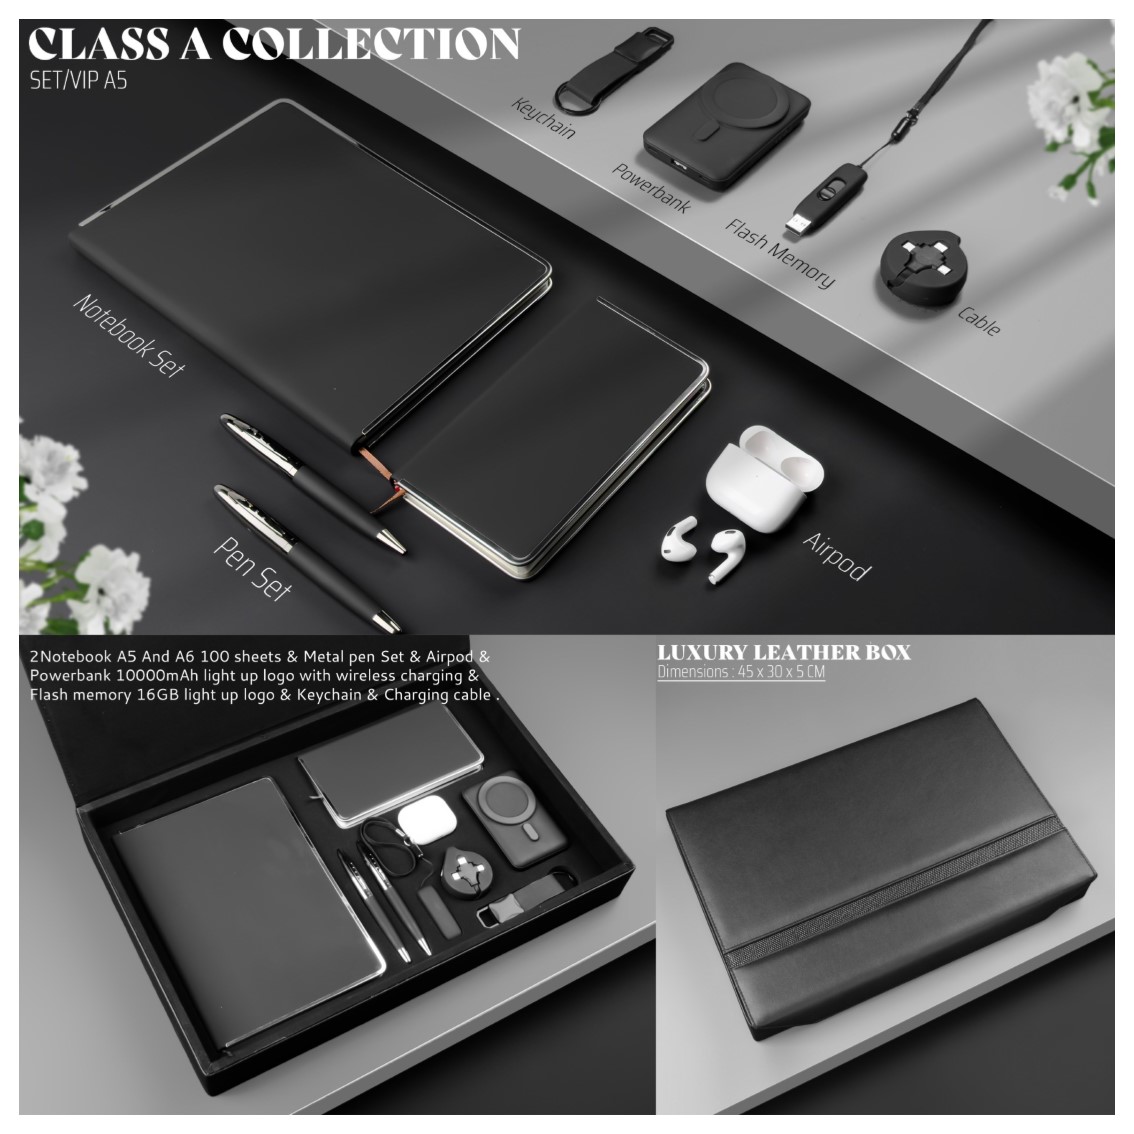 CLASS A COLLECTION
SET/VIP A5
Keychain
Powerbank
Flash Memory
Cable
Notebook Set
Pen Set
Airpod
2Notebook A5 And A6 100 sheets & Metal pen Set & Airpod &
Powerbank 10000mAh light up logo with wireless charging &
Flash memory 16GB light up logo & Keychain & Charging cable .
LUXURY LEATHER BOX
Dimensions : 45 x 30 x 5 CM